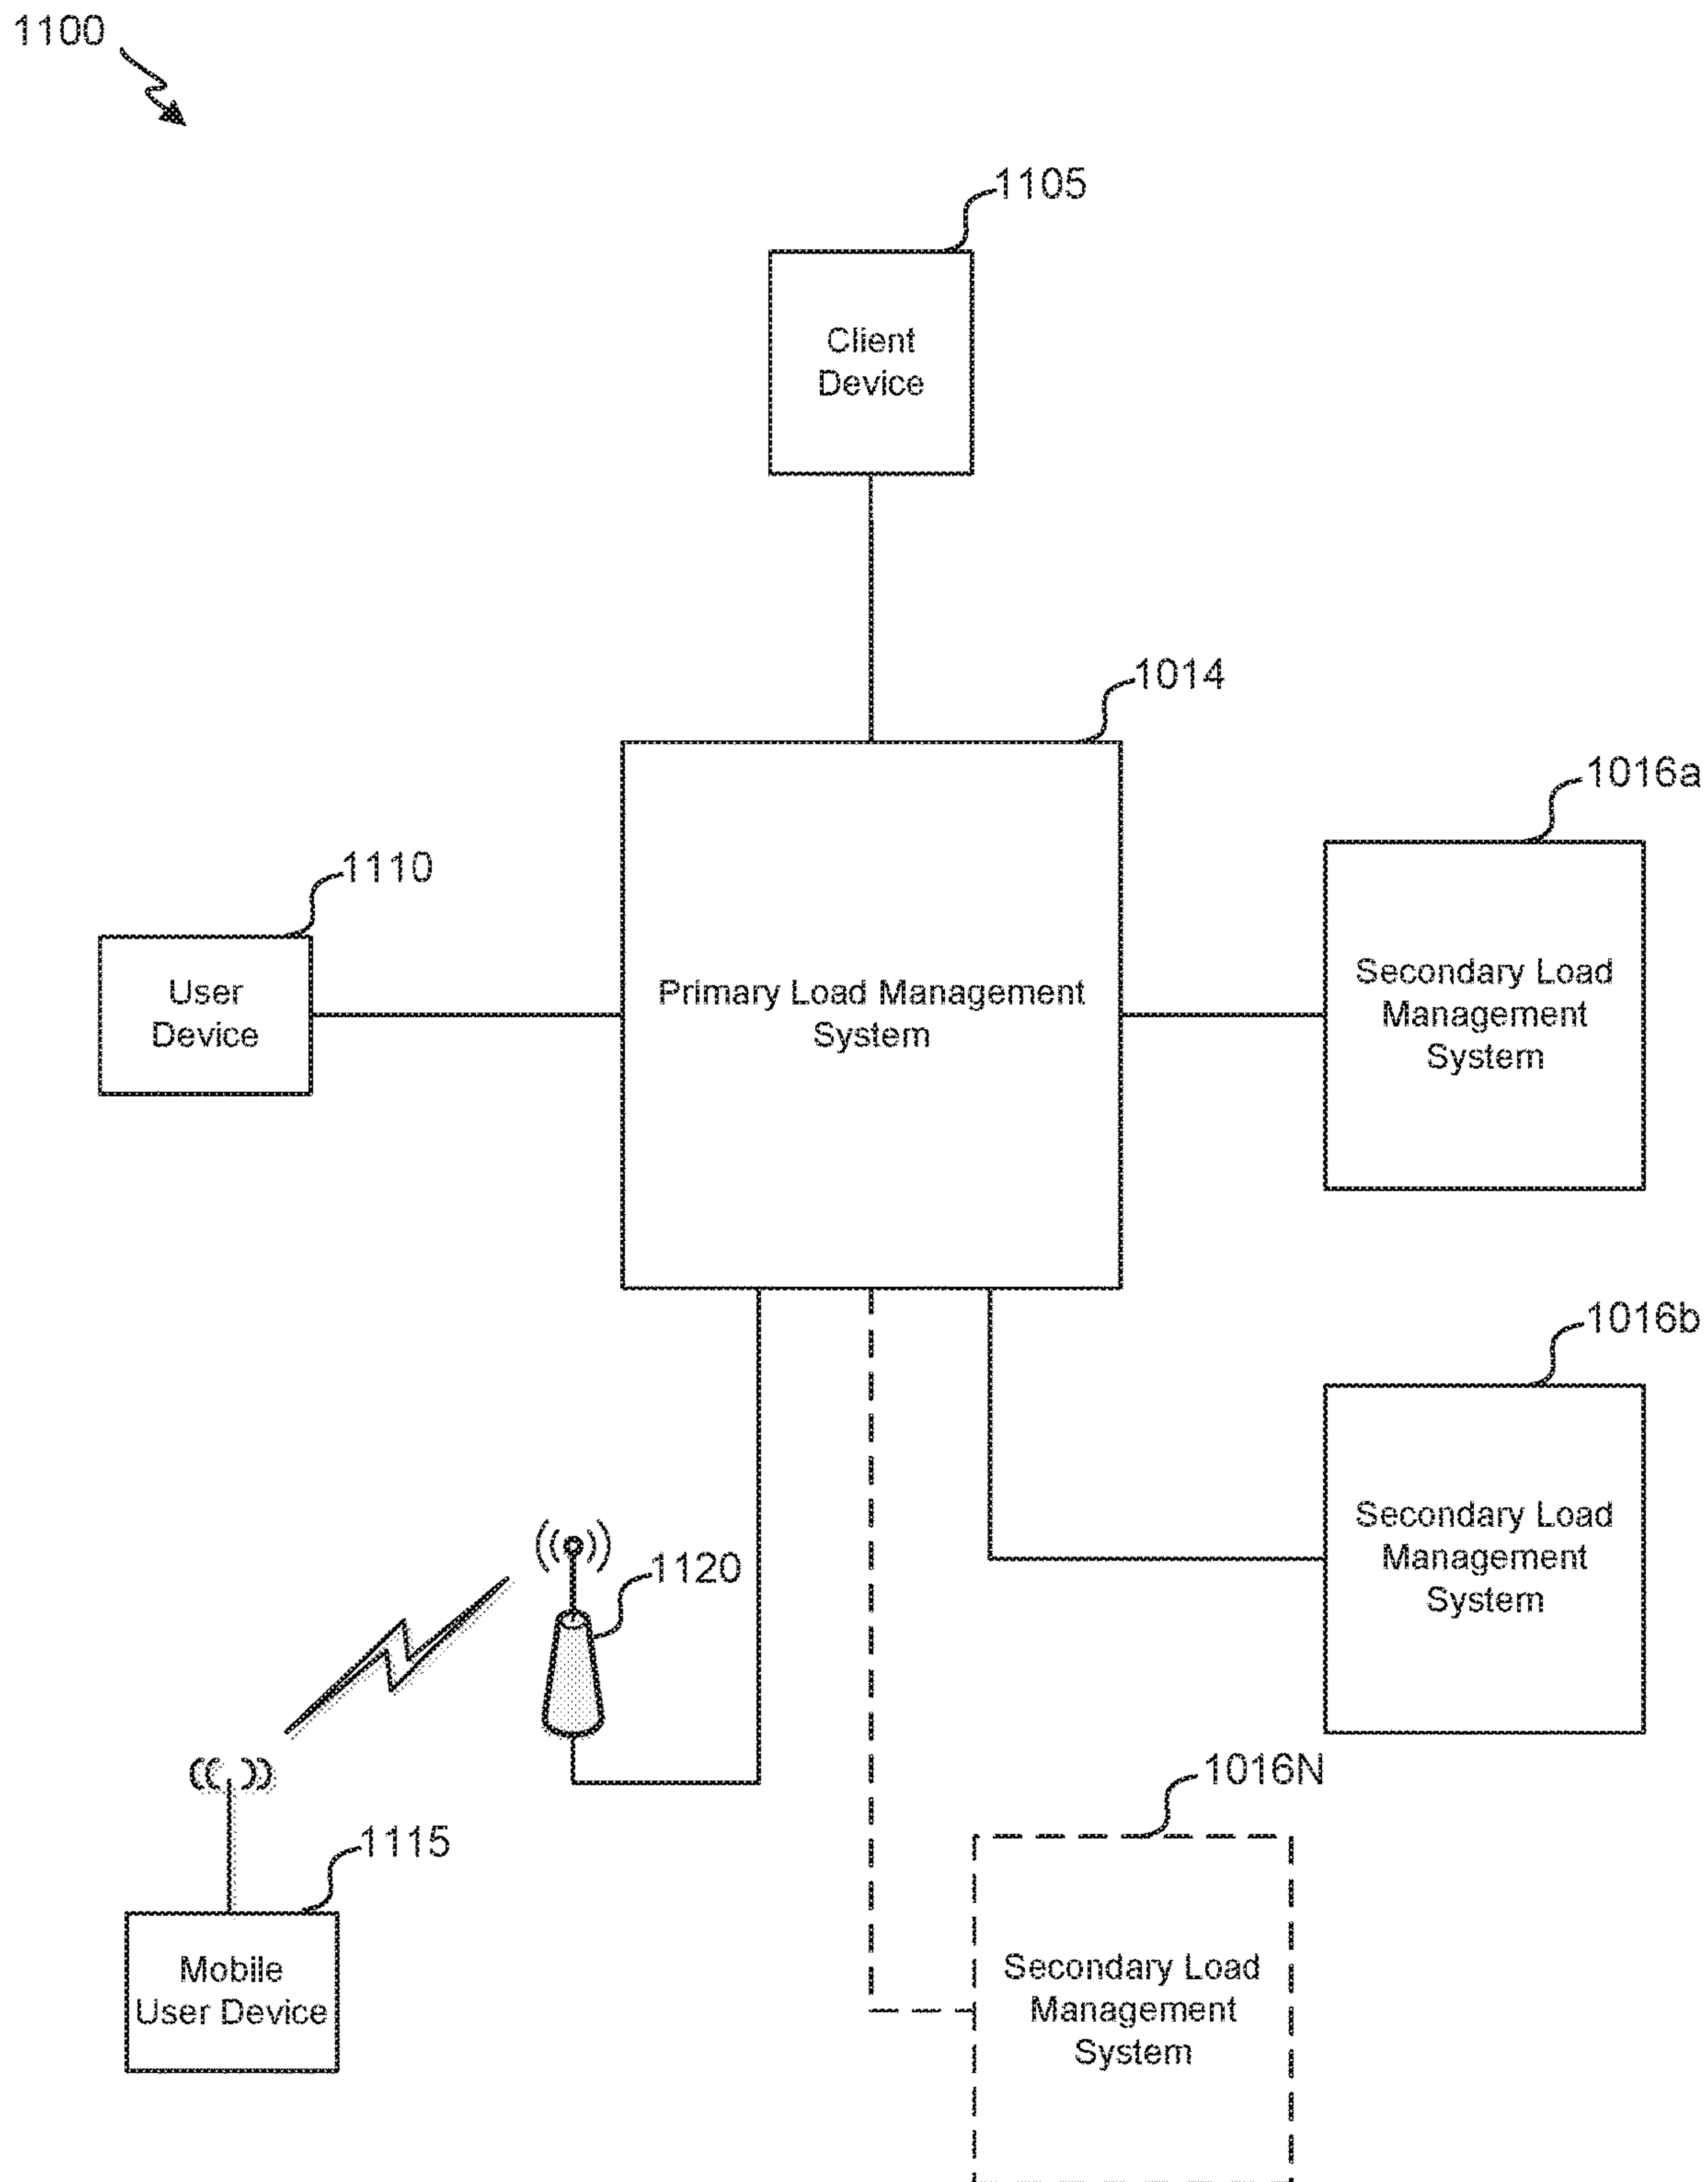 1100
1105
Client
Device
1014
1016a
1110
User
Device
Primary Load Management
System
Secondary Load
Management
System
1016b
1120
Secondary Load
Management
System
1016N
1115
Mobile
User Device
Secondary Load
Management
System